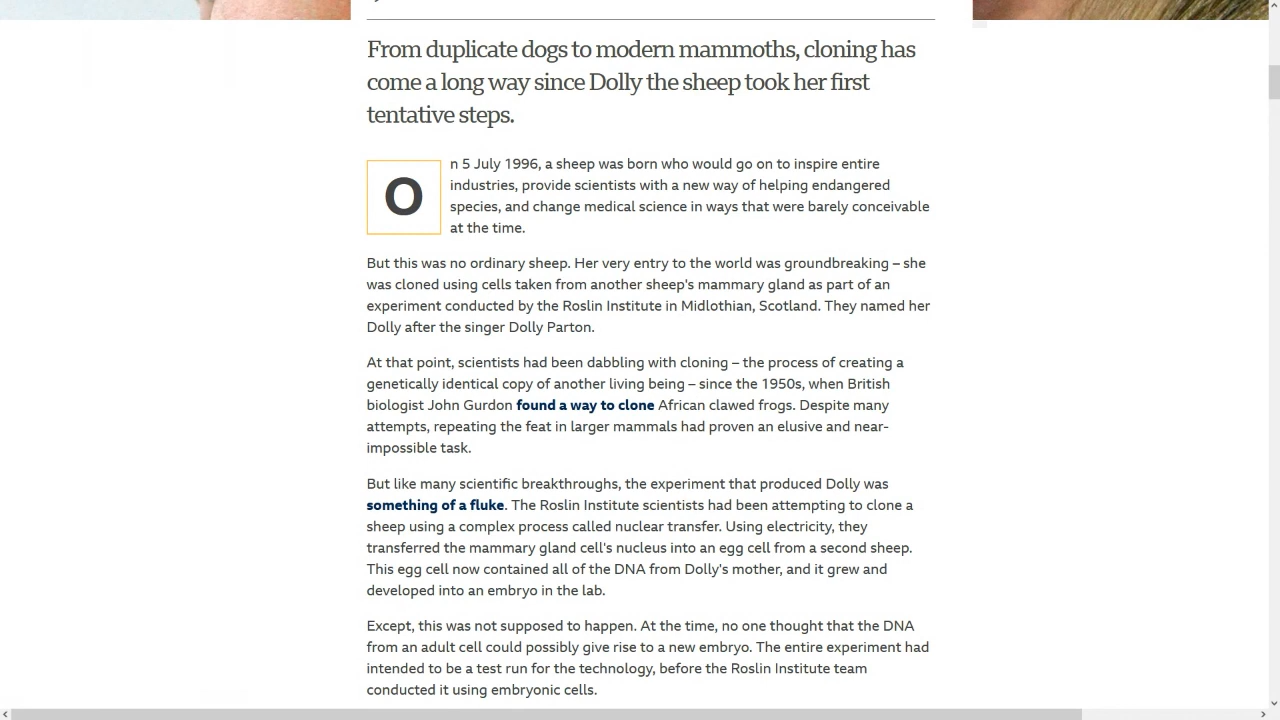 From duplicate dogs to modern mammoths, cloning has
come a long way since Dolly the sheep took her first
tentative steps.
O
n 5 July 1996, a sheep was born who would go on to inspire entire
industries, provide scientists with a new way of helping endangered
species, and change medical science in ways that were barely conceivable
at the time.
But this was no ordinary sheep. Her very entry to the world was groundbreaking – she
was cloned using cells taken from another sheep's mammary gland as part of an
experiment conducted by the Roslin Institute in Midlothian, Scotland. They named her
Dolly after the singer Dolly Parton.
At that point, scientists had been dabbling with cloning – the process of creating a
genetically identical copy of another living being – since the 1950s, when British
biologist John Gurdon found a way to clone African clawed frogs. Despite many
attempts, repeating the feat in larger mammals had proven an elusive and near-
impossible task.
But like many scientific breakthroughs, the experiment that produced Dolly was
something of a fluke. The Roslin Institute scientists had been attempting to clone a
sheep using a complex process called nuclear transfer. Using electricity, they
transferred the mammary gland cell's nucleus into an egg cell from a second sheep.
This egg cell now contained all of the DNA from Dolly's mother, and it grew and
developed into an embryo in the lab.
Except, this was not supposed to happen. At the time, no one thought that the DNA
from an adult cell could possibly give rise to a new embryo. The entire experiment had
intended to be a test run for the technology, before the Roslin Institute team
conducted it using embryonic cells.